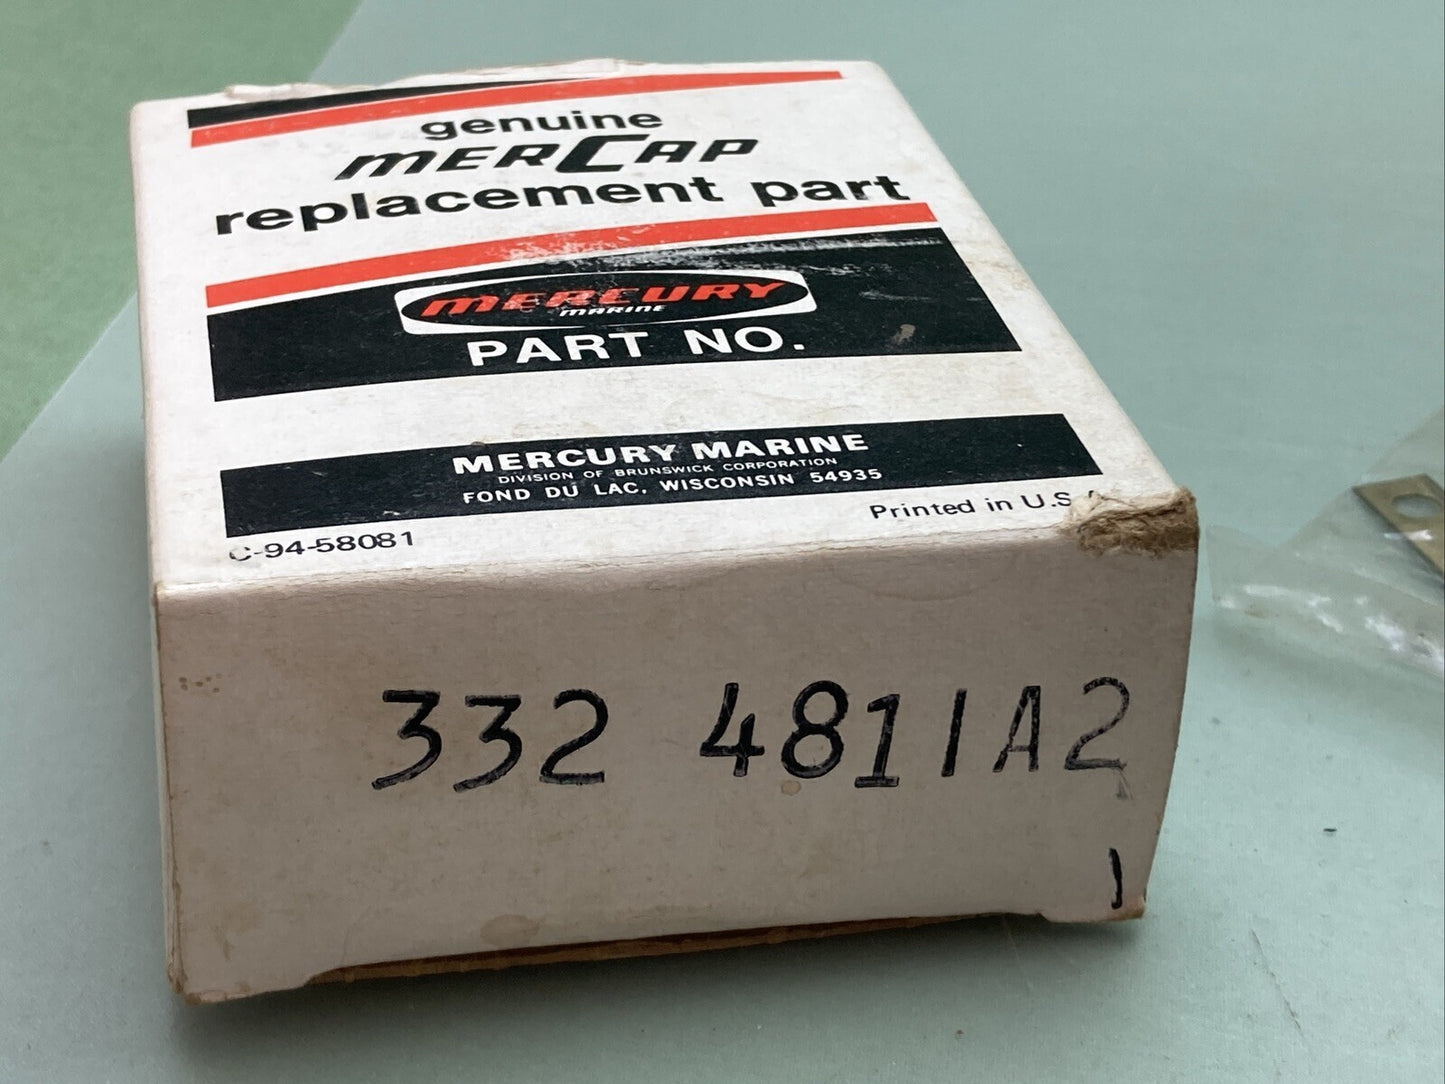 genuine
merCap
replacement part
mercury
marine
PART NO.
MERCURY MARINE
DIVISION OF BRUNSWICK CORPORATION
FOND DU LAC, WISCONSIN 54935
C-94-58081
Printed in U.S.A.
332 4811A2
1